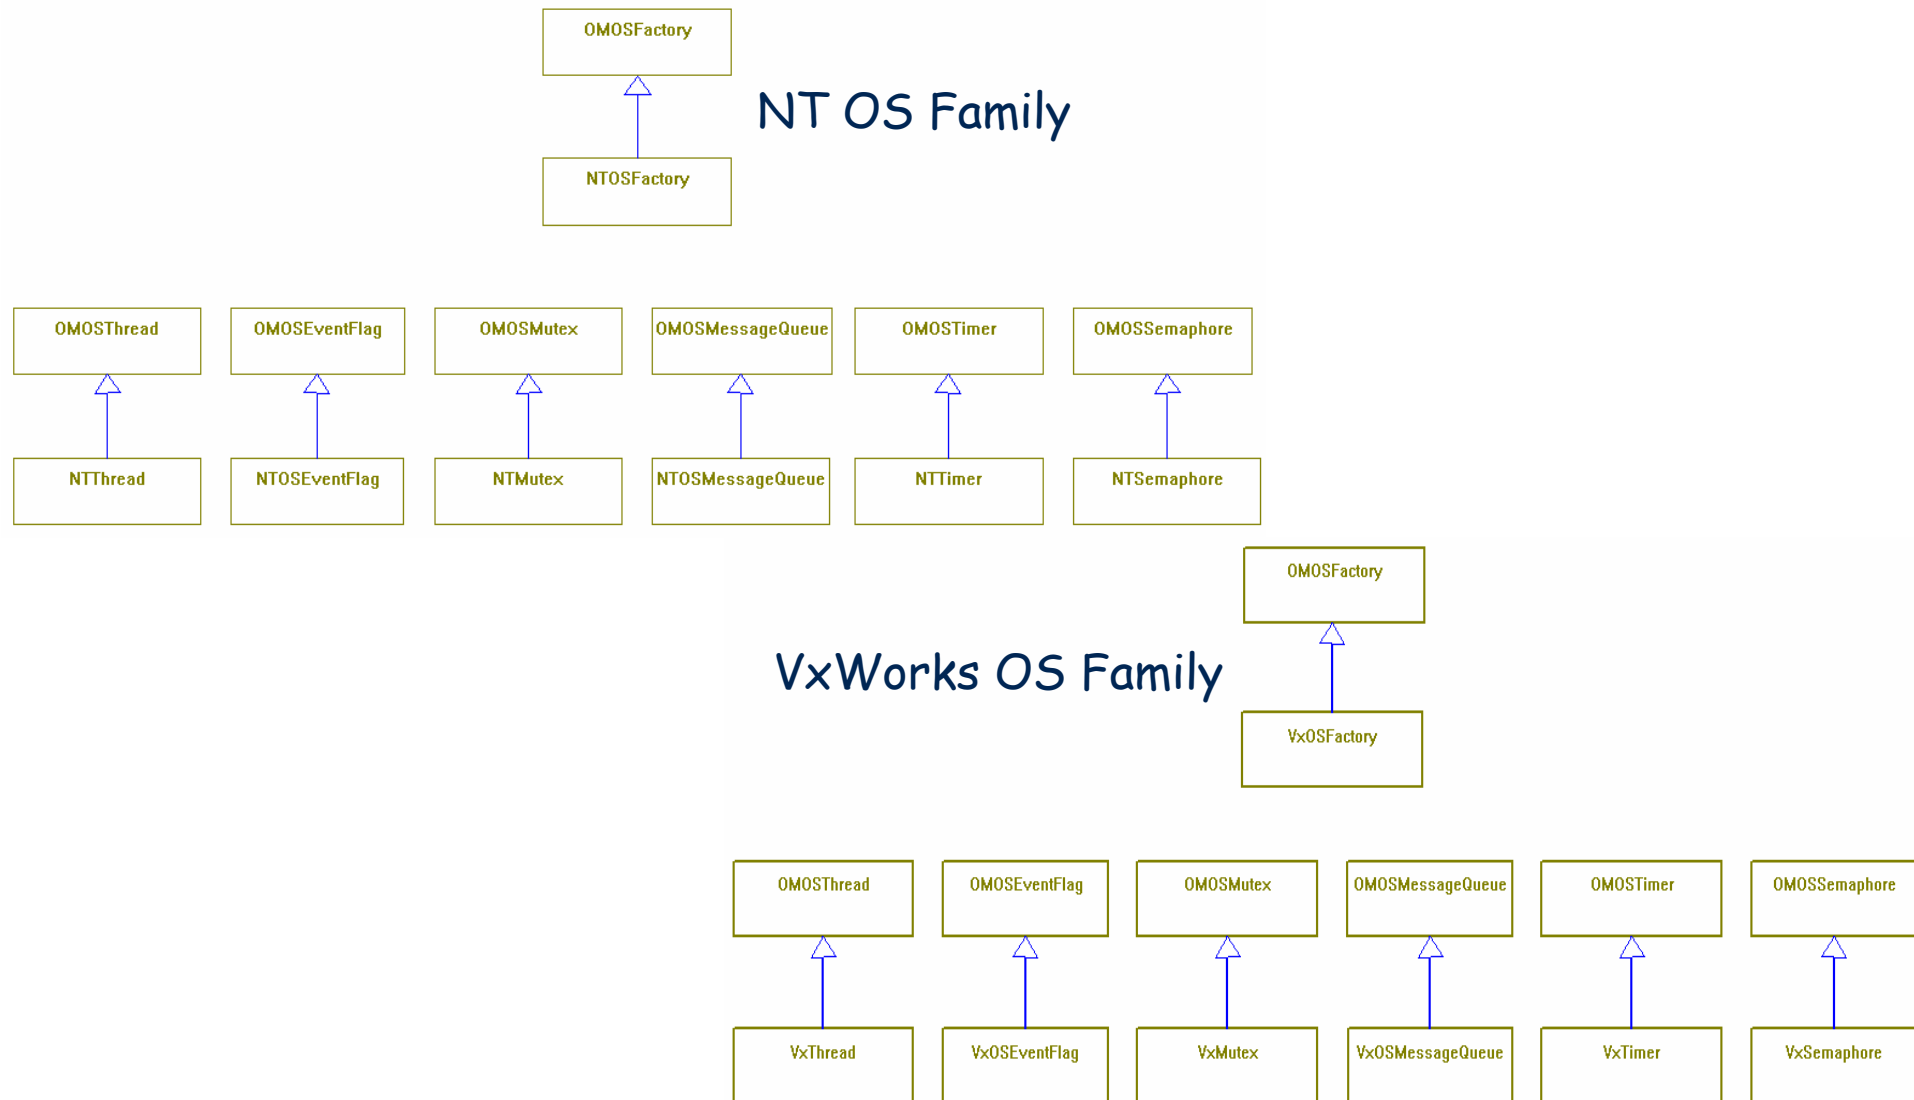 OMOSFactory
NT OS Family
NTOSFactory
OMOSThread OMOSEventFlag OMOSMutex OMOSMessageQueue OMOSTimer OMOSSemaphore
NTThread NTOSEventFlag NTMutex NTOSMessageQueue NTTimer NTSemaphore
OMOSFactory
VxWorks OS Family
VxOSFactory
OMOSThread OMOSEventFlag OMOSMutex OMOSMessageQueue OMOSTimer OMOSSemaphore
VxThread VxOSEventFlag VxMutex VxOSMessageQueue VxTimer VxSemaphore